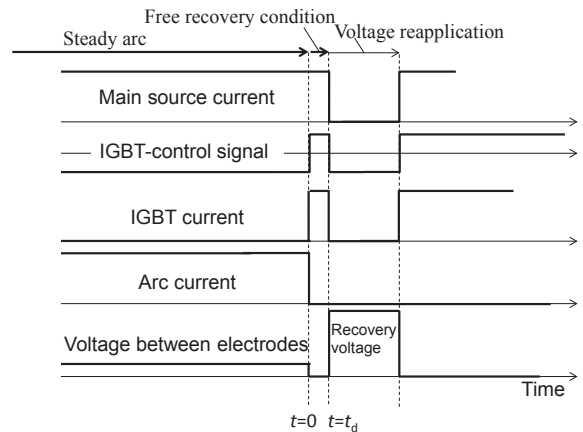 Free recovery condition
Steady arc
Voltage reapplication
Main source current
IGBT-control signal
IGBT current
Arc current
Voltage between electrodes
Recovery
voltage
Time
t=0 t=td